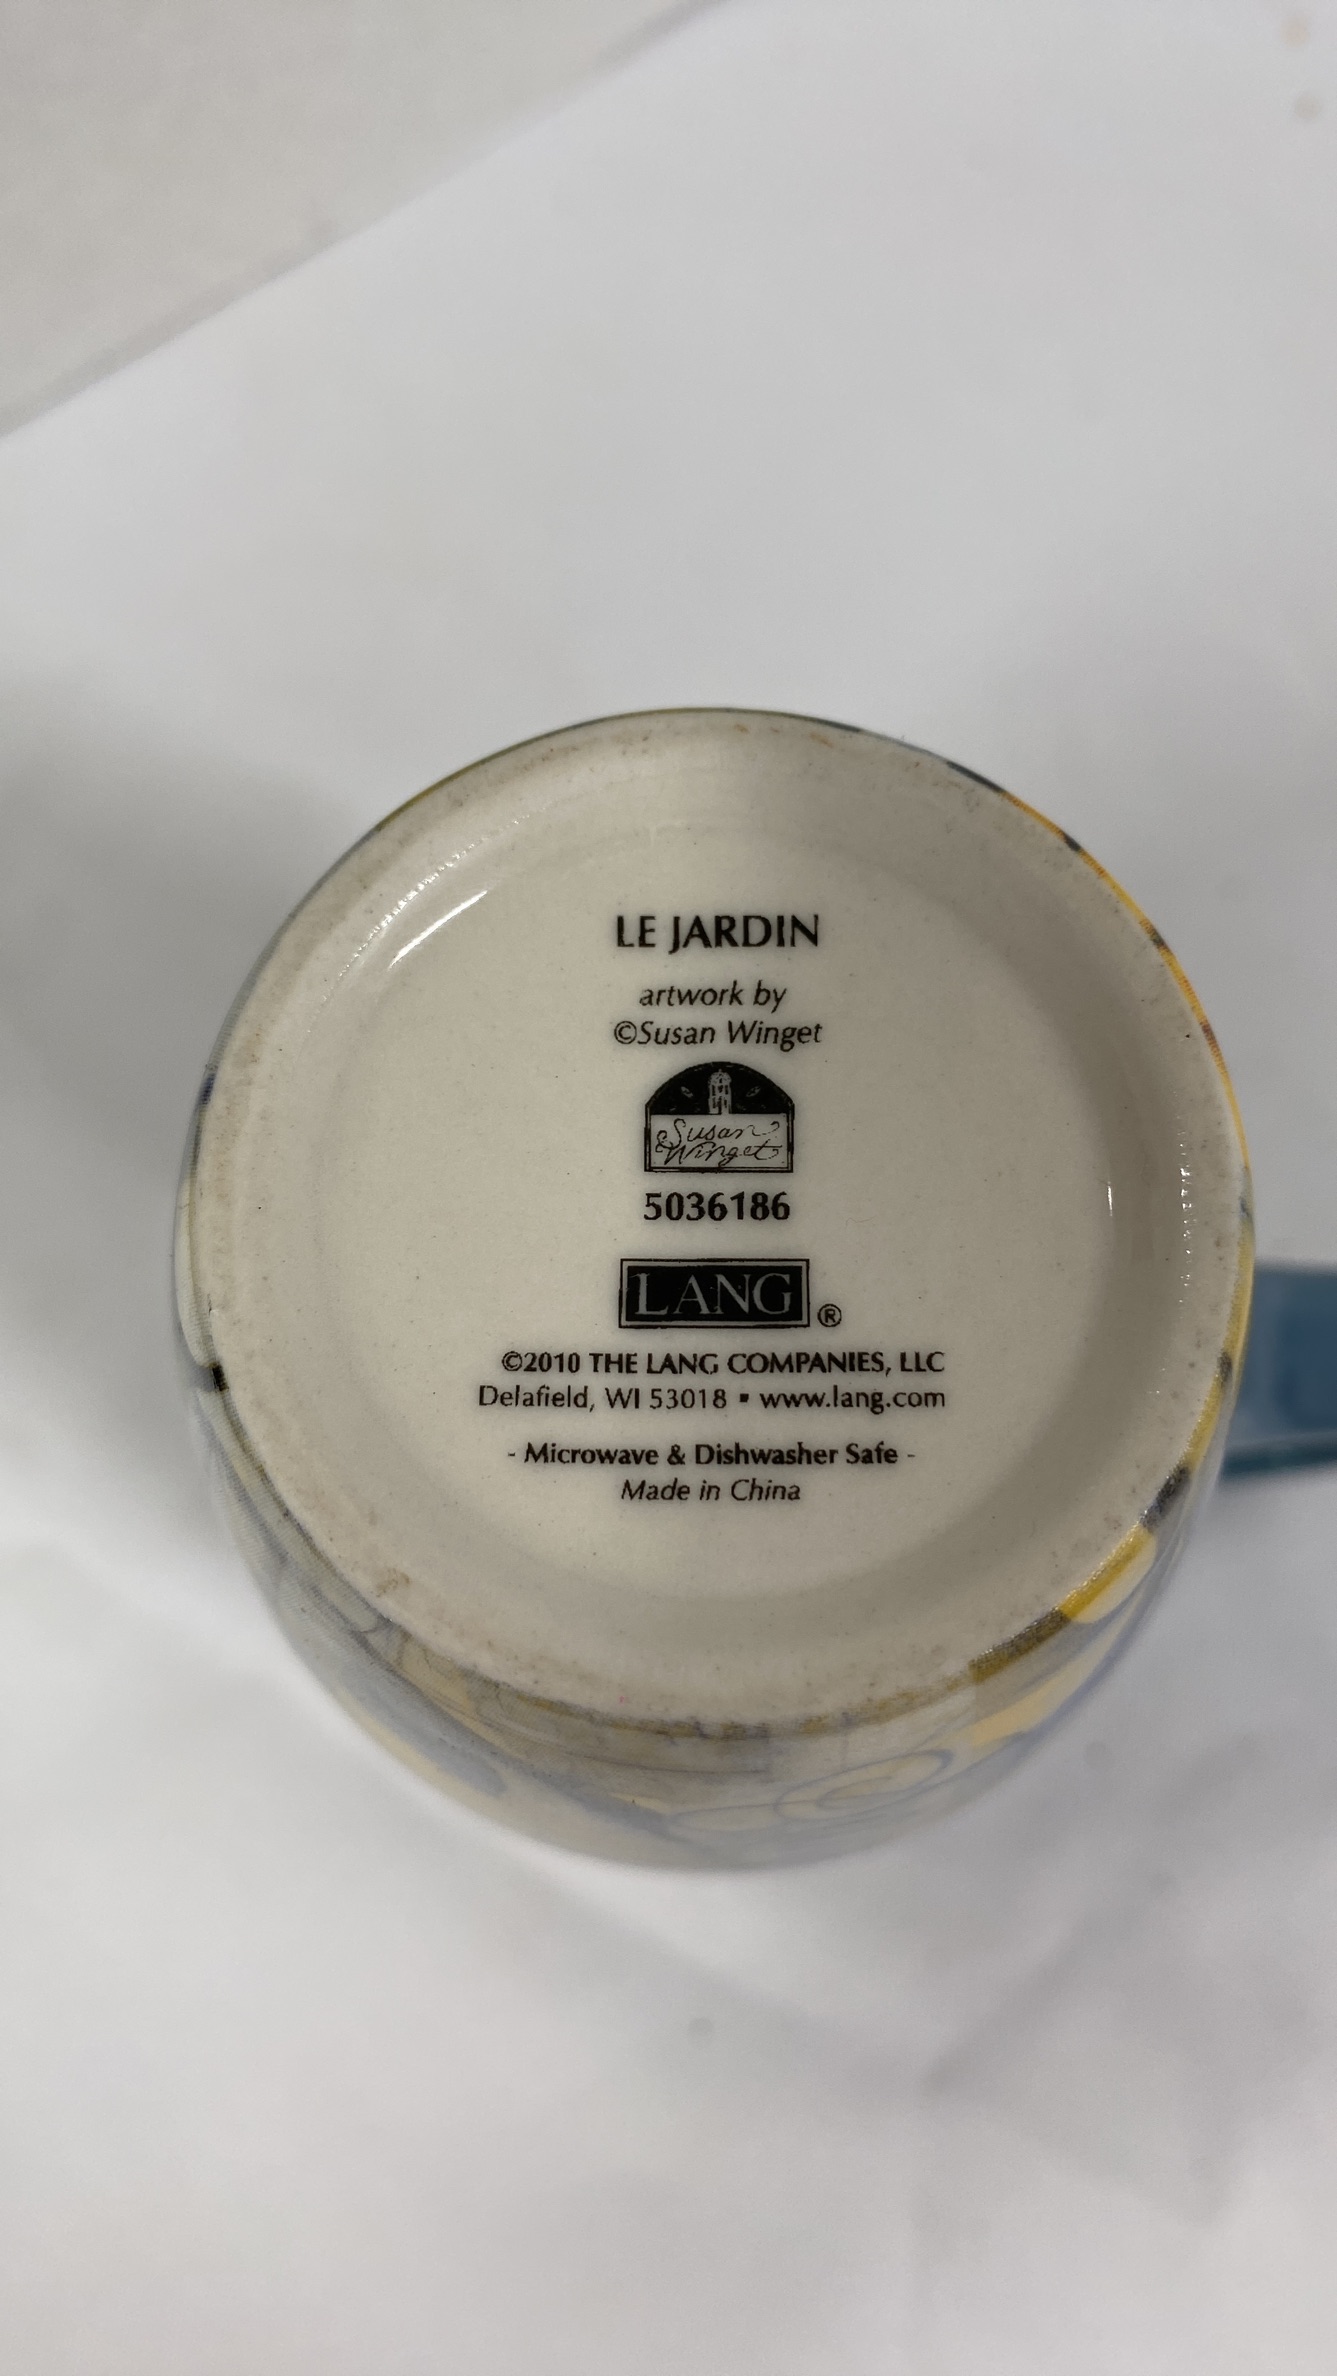 LE JARDIN
artwork by
©Susan Winget
Susan
Winget
5036186
LANG®
©2010 THE LANG COMPANIES, LLC
Delafield, WI 53018 ▪ www.lang.com
- Microwave & Dishwasher Safe -
Made in China